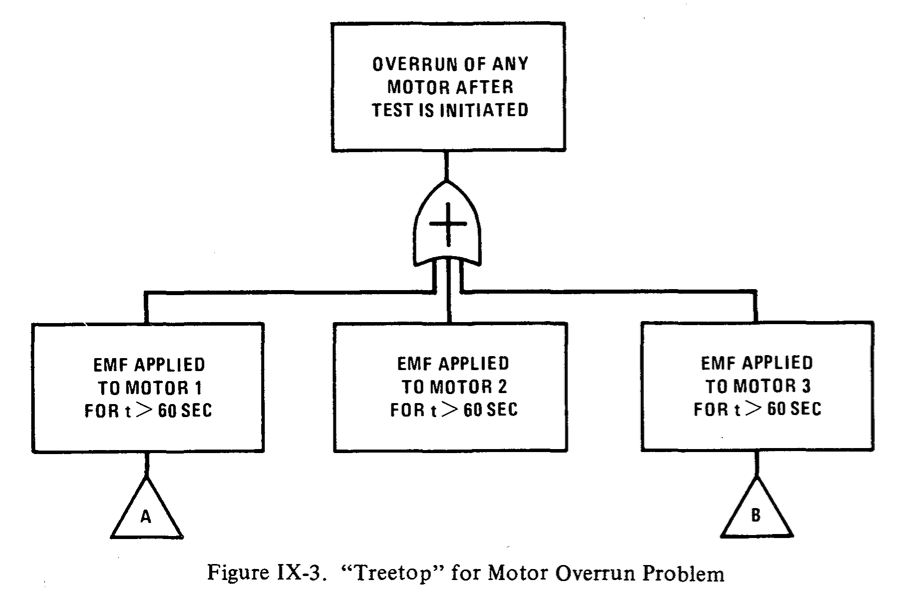 OVERRUN OF ANY
MOTOR AFTER
TEST IS INITIATED
EMF APPLIED
TO MOTOR 1
FOR t > 60 SEC
EMF APPLIED
TO MOTOR 2
FOR t > 60 SEC
EMF APPLIED
TO MOTOR 3
FOR t > 60 SEC
A
B
Figure IX-3. “Treetop” for Motor Overrun Problem